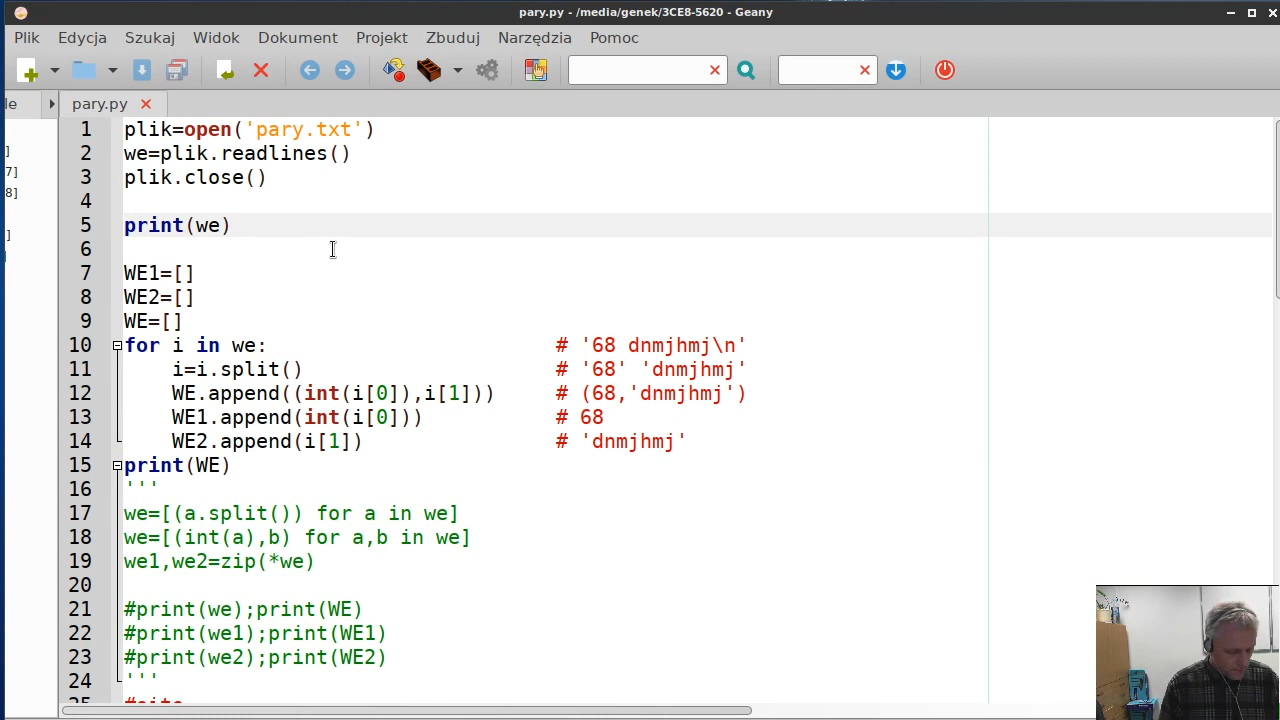 pary.py - /media/genek/3CE8-5620 - Geany
Plik Edycja Szukaj Widok Dokument Projekt Zbuduj Narzędzia Pomoc
le
pary.py
1 plik=open('pary.txt')
2 we=plik.readlines()
3 plik.close()
4
5 print(we)
6
7 WE1=[]
8 WE2=[]
9 WE=[]
10 for i in we: # '68 dnmjhmj\n'
11 i=i.split() # '68' 'dnmjhmj'
12 WE.append((int(i[0]),i[1])) # (68,'dnmjhmj')
13 WE1.append(int(i[0])) # 68
14 WE2.append(i[1]) # 'dnmjhmj'
15 print(WE)
16 '''
17 we=[(a.split()) for a in we]
18 we=[(int(a),b) for a,b in we]
19 we1,we2=zip(*we)
20
21 #print(we);print(WE)
22 #print(we1);print(WE1)
23 #print(we2);print(WE2)
24 '''
]
7]
8]
]